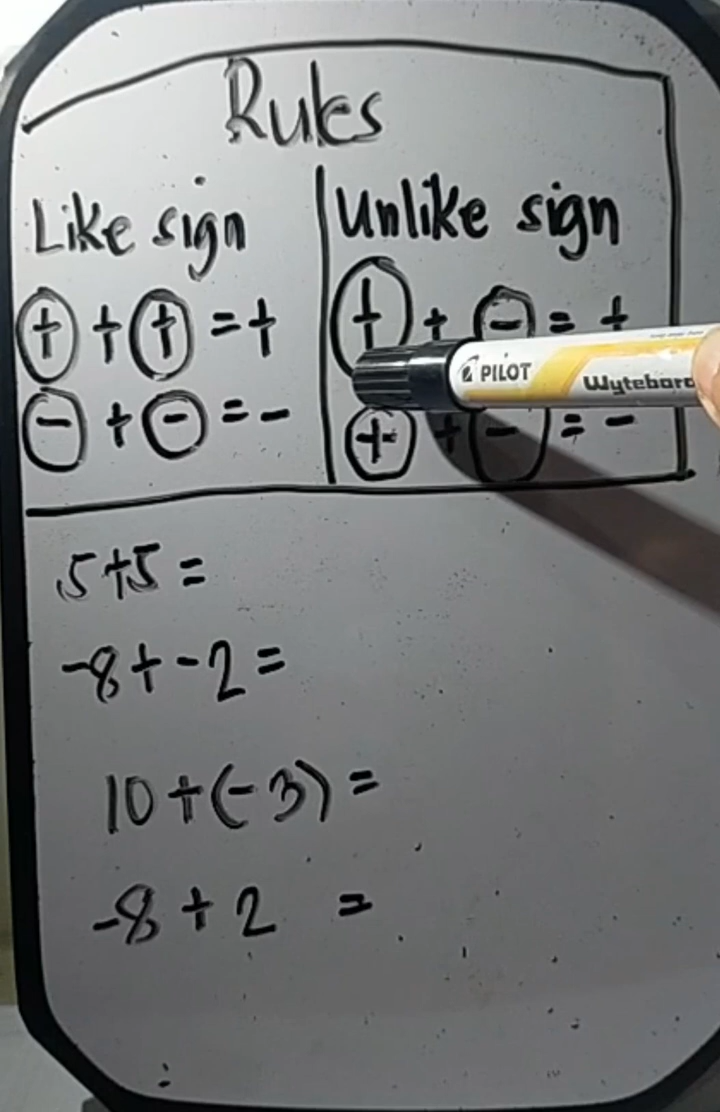 Rules
Like sign
Unlike sign
+ + + = +
+ + - = +
- + - = -
+ + - = -
PILOT
Wyteboard
5+5=
-8+-2=
10+(-3)=
-8+2 =